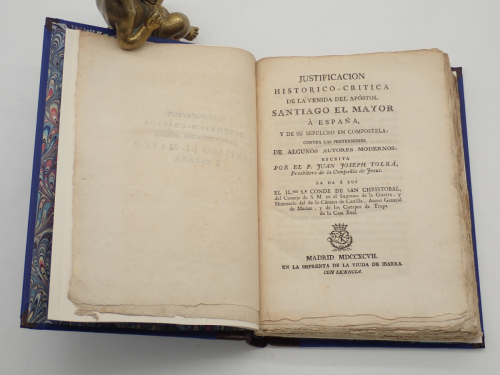 JUSTIFICACION
HISTORICO-CRITICA
DE LA VENIDA DEL APÓSTOL
SANTIAGO EL MAYOR
À ESPAÑA,
Y DE SU SEPULCRO EN COMPOSTELA:
CONTRA LAS PRETENSIONES
DE ALGUNOS AUTORES MODERNOS:
ESCRITA
POR EL P. JUAN JOSEPH TOLRÁ,
Presbítero de la Compañía de Jesus.
LA DA Á LUZ
EL IL.MO S.R CONDE DE SAN CHRISTOBAL,
del Consejo de S. M. en el Supremo de la Guerra, y
Honorario del de la Cámara de Castilla, Auditor General
de Marina, y de los Cuerpos de Tropa
de la Casa Real.
MADRID MDCCXCVII.
EN LA IMPRENTA DE LA VIUDA DE IBARRA.
CON LICENCIA.